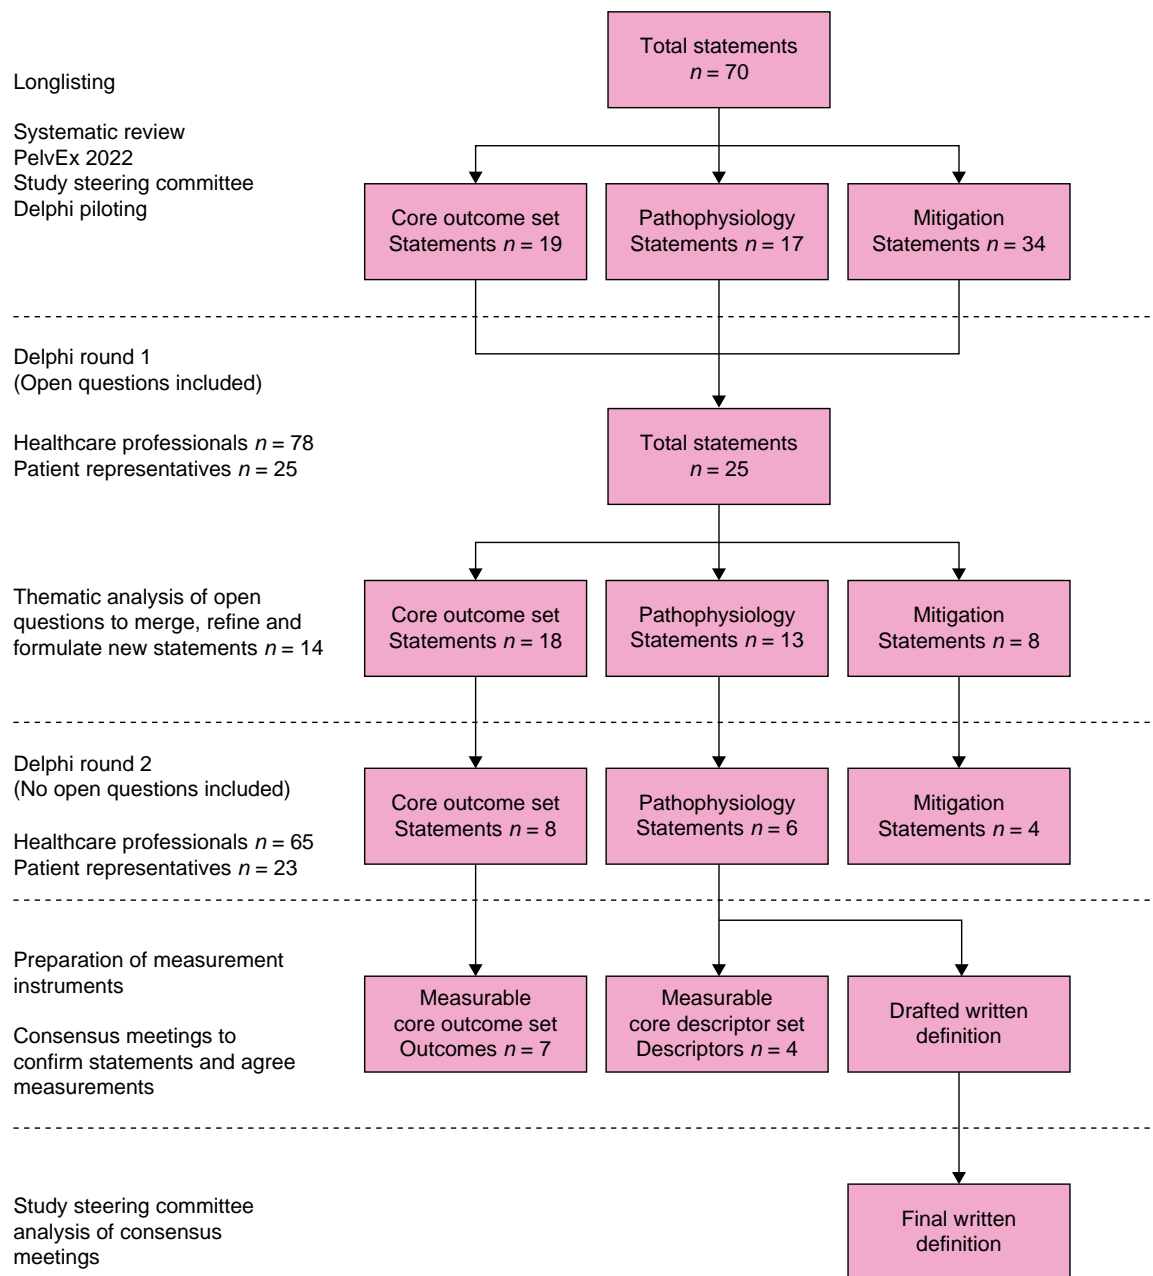 Total statements
n = 70
Longlisting
Systematic review
PelvEx 2022
Study steering committee
Delphi piloting
Core outcome set
Statements n = 19
Pathophysiology
Statements n = 17
Mitigation
Statements n = 34
Delphi round 1
(Open questions included)
Healthcare professionals n = 78
Patient representatives n = 25
Total statements
n = 25
Thematic analysis of open
questions to merge, refine and
formulate new statements n = 14
Core outcome set
Statements n = 18
Pathophysiology
Statements n = 13
Mitigation
Statements n = 8
Delphi round 2
(No open questions included)
Healthcare professionals n = 65
Patient representatives n = 23
Core outcome set
Statements n = 8
Pathophysiology
Statements n = 6
Mitigation
Statements n = 4
Preparation of measurement
instruments
Consensus meetings to
confirm statements and agree
measurements
Measurable
core outcome set
Outcomes n = 7
Measurable
core descriptor set
Descriptors n = 4
Drafted written
definition
Study steering committee
analysis of consensus
meetings
Final written
definition